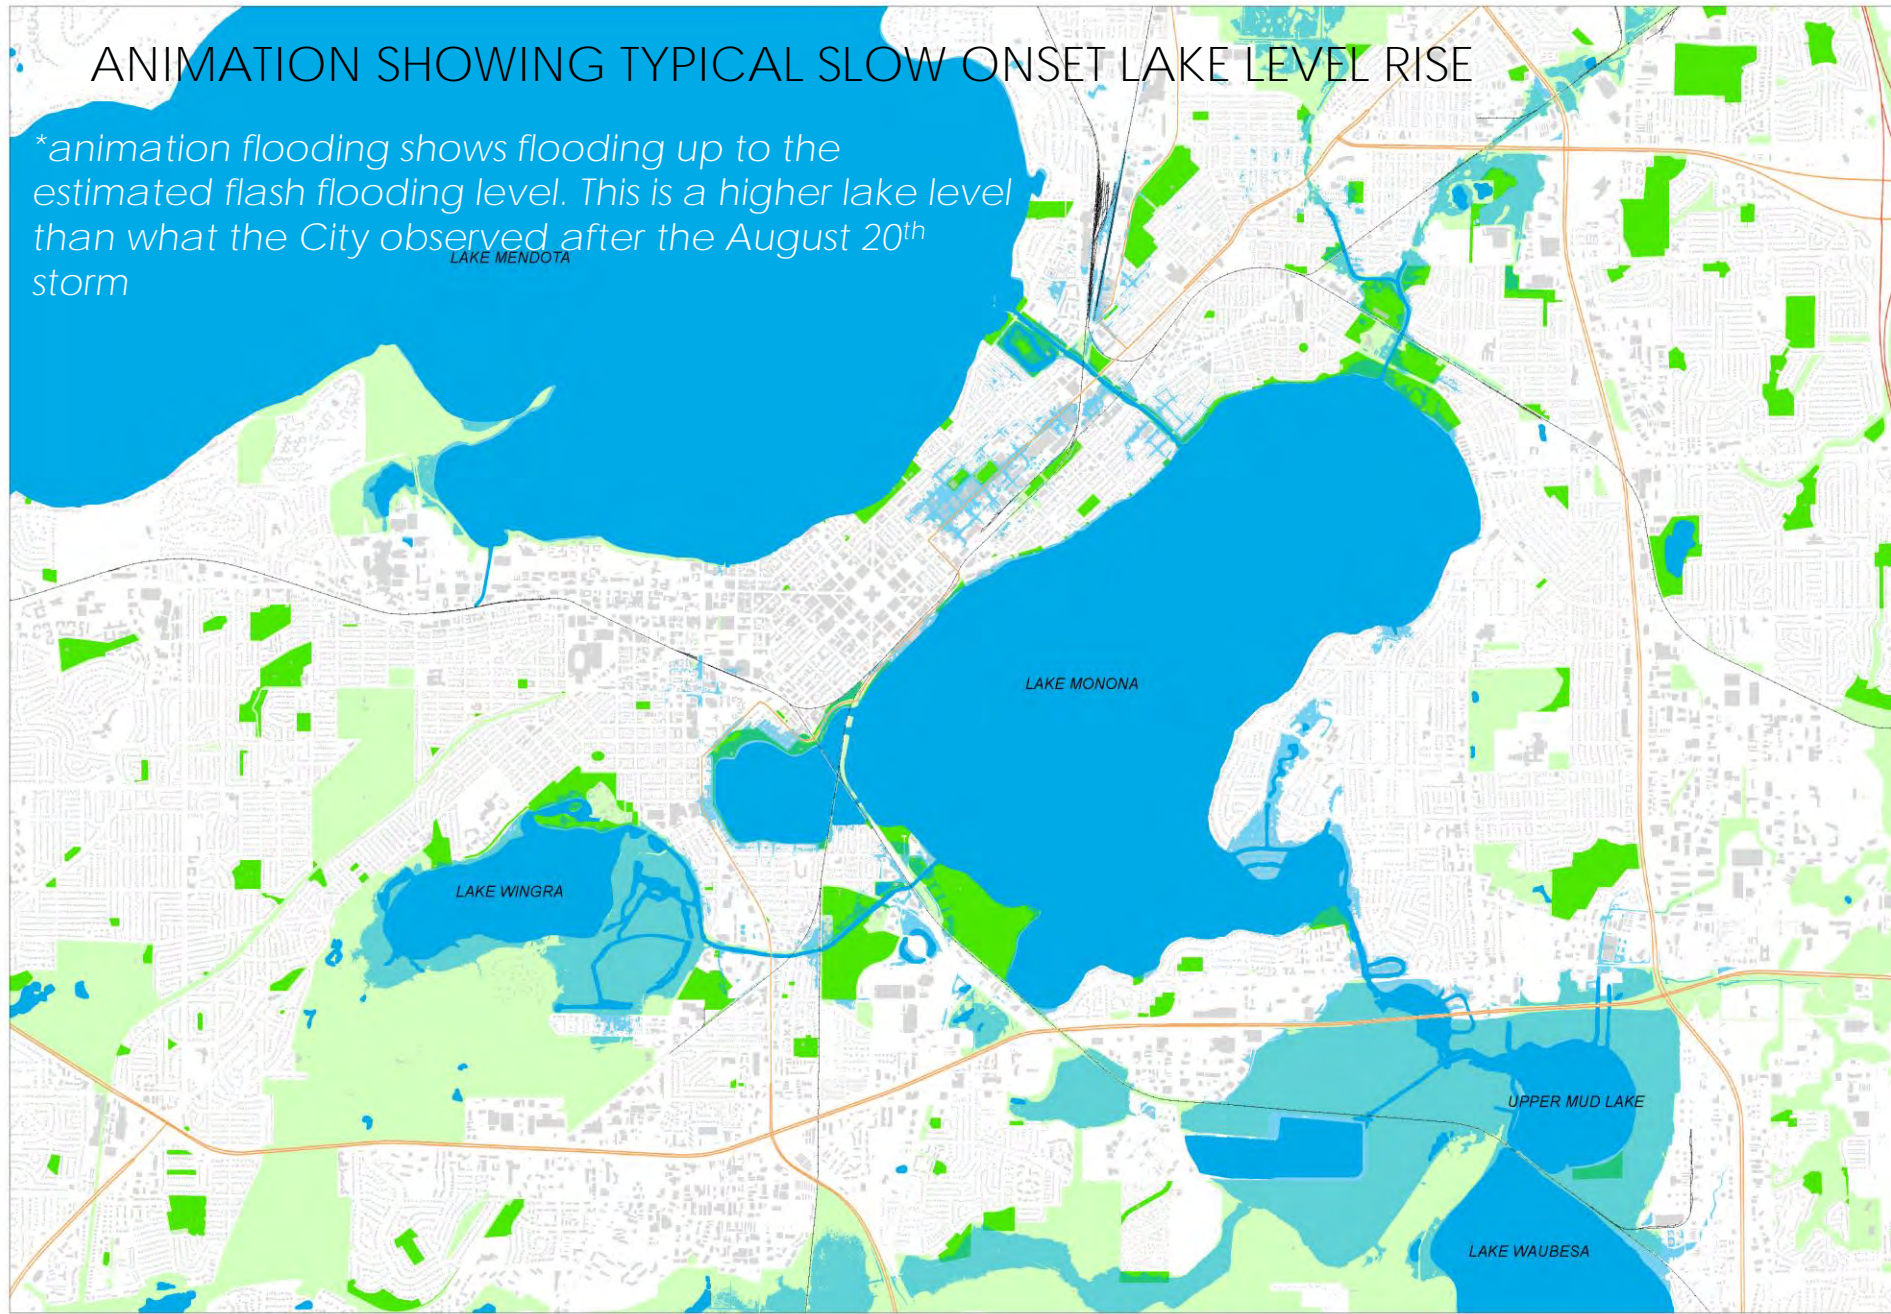 ANIMATION SHOWING TYPICAL SLOW ONSET LAKE LEVEL RISE
*animation flooding shows flooding up to the
estimated flash flooding level. This is a higher lake level
than what the City observed after the August 20th
storm
LAKE MENDOTA
LAKE MONONA
LAKE WINGRA
UPPER MUD LAKE
LAKE WAUBESA